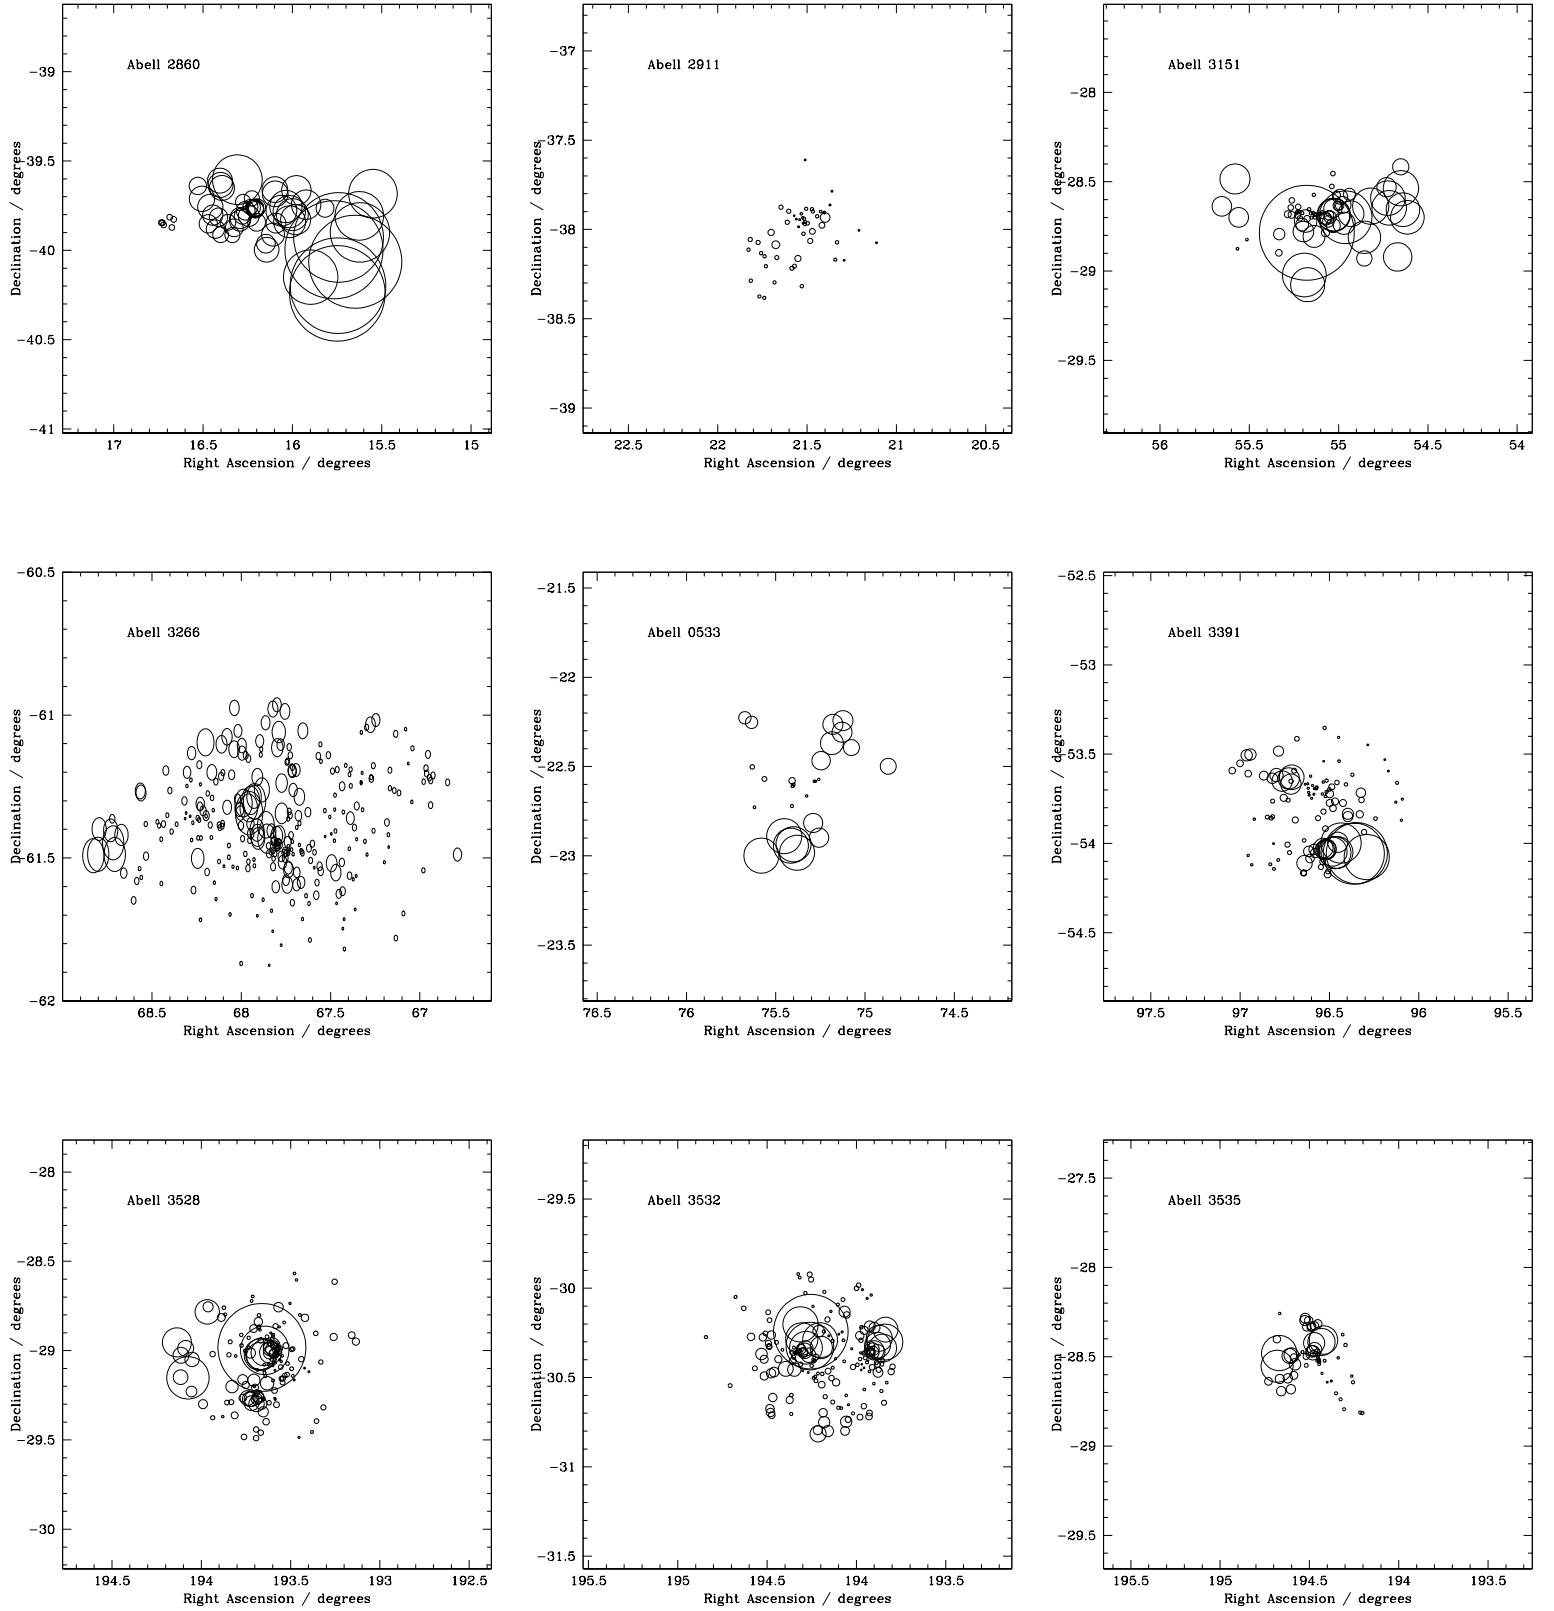 Abell 2860
Declination / degrees
-39
-39.5
-40
-40.5
-41
17 16.5 16 15.5 15
Right Ascension / degrees
Abell 2911
Declination / degrees
-37
-37.5
-38
-38.5
-39
22.5 22 21.5 21 20.5
Right Ascension / degrees
Abell 3151
Declination / degrees
-28
-28.5
-29
-29.5
56 55.5 55 54.5 54
Right Ascension / degrees
Abell 3266
Declination / degrees
-60.5
-61
-61.5
-62
68.5 68 67.5 67
Right Ascension / degrees
Abell 0533
Declination / degrees
-21.5
-22
-22.5
-23
-23.5
76.5 76 75.5 75 74.5
Right Ascension / degrees
Abell 3391
Declination / degrees
-52.5
-53
-53.5
-54
-54.5
97.5 97 96.5 96 95.5
Right Ascension / degrees
Abell 3528
Declination / degrees
-28
-28.5
-29
-29.5
-30
194.5 194 193.5 193 192.5
Right Ascension / degrees
Abell 3532
Declination / degrees
-29.5
-30
-30.5
-31
-31.5
195.5 195 194.5 194 193.5
Right Ascension / degrees
Abell 3535
Declination / degrees
-27.5
-28
-28.5
-29
-29.5
195.5 195 194.5 194 193.5
Right Ascension / degrees